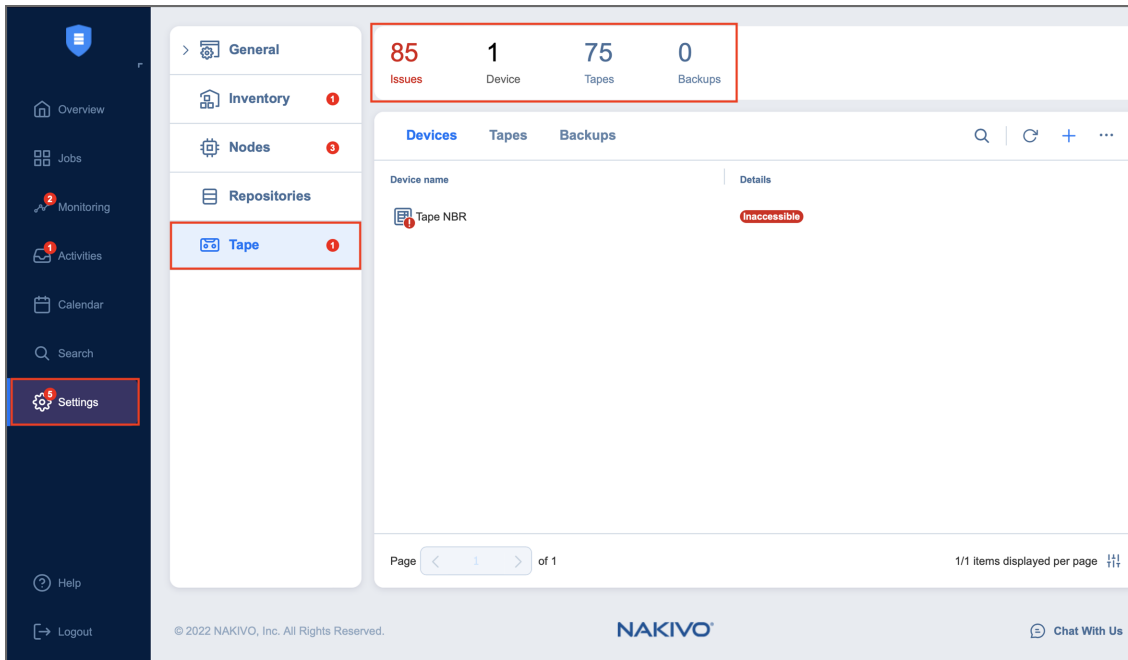 Overview
Jobs
2
Monitoring
1
Activities
Calendar
Search
5
Settings
Help
Logout
General
Inventory 1
Nodes 3
Repositories
Tape 1
85 1 75 0
Issues Device Tapes Backups
Devices Tapes Backups
Device name Details
Tape NBR Inaccessible
Page 1 of 1
1/1 items displayed per page
© 2022 NAKIVO, Inc. All Rights Reserved.
NAKIVO®
Chat With Us